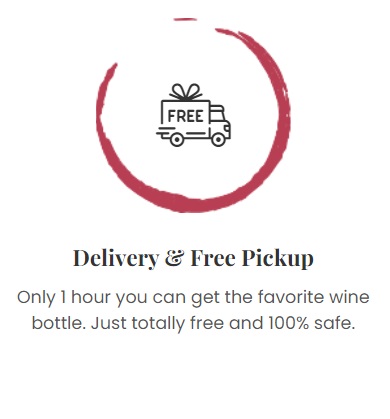 FREE
Delivery & Free Pickup
Only 1 hour you can get the favorite wine
bottle. Just totally free and 100% safe.